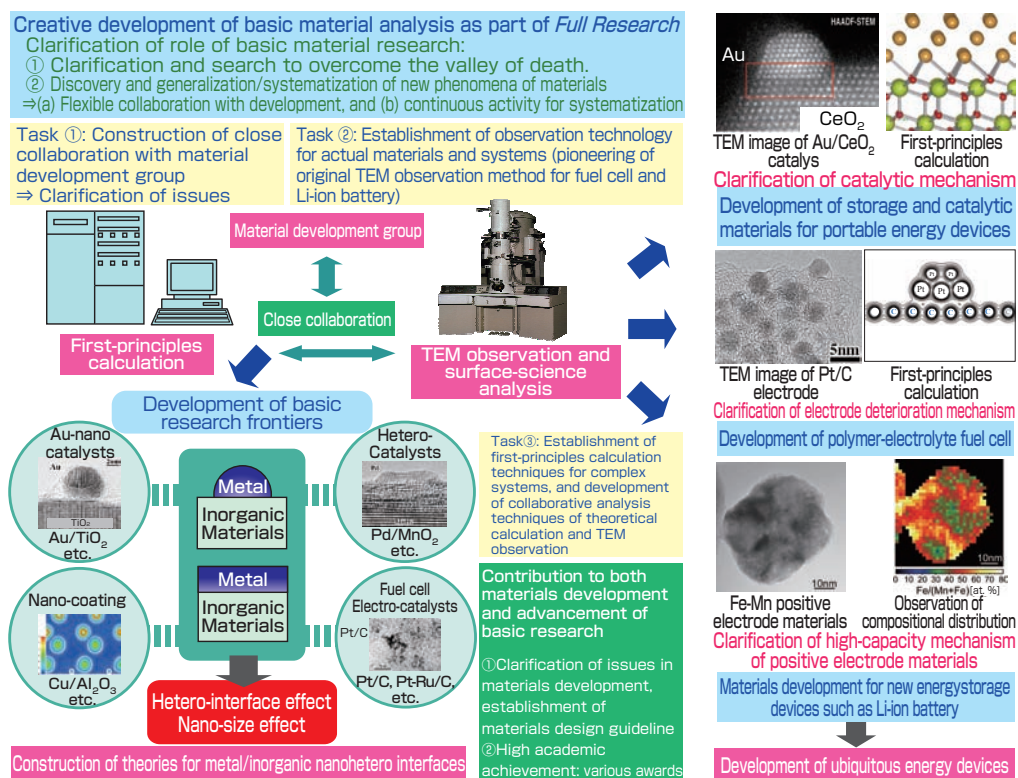 Creative development of basic material analysis as part of Full Research
Clarification of role of basic material research:
① Clarification and search to overcome the valley of death.
② Discovery and generalization/systematization of new phenomena of materials
⇒(a) Flexible collaboration with development, and (b) continuous activity for systematization
Task ①: Construction of close
collaboration with material
development group
⇒ Clarification of issues
Task ②: Establishment of observation technology
for actual materials and systems (pioneering of
original TEM observation method for fuel cell and
Li-ion battery)
Material development group
Close collaboration
First-principles
calculation
TEM observation and
surface-science
analysis
Development of basic
research frontiers
Au-nano
catalysts
Au
TiO₂
Au/TiO₂
etc.
Hetero-
Catalysts
Pd/MnO₂
etc.
Metal
Inorganic
Materials
Metal
Inorganic
Materials
Nano-coating
Cu/Al₂O₃
etc.
Fuel cell
Electro-catalysts
Pt/C
Pt/C, Pt-Ru/C,
etc.
Hetero-interface effect
Nano-size effect
Construction of theories for metal/inorganic nanohetero interfaces
Task③: Establishment of
first-principles calculation
techniques for complex
systems, and development
of collaborative analysis
techniques of theoretical
calculation and TEM
observation
Contribution to both
materials development
and advancement of
basic research
①Clarification of issues in
materials development,
establishment of
materials design guideline
②High academic
achievement: various awards
HAADF-STEM
Au
CeO₂
TEM image of Au/CeO₂
catalys
First-principles
calculation
Clarification of catalytic mechanism
Development of storage and catalytic
materials for portable energy devices
5nm
Pt Pt
Pt Pt
C C C C C
TEM image of Pt/C
electrode
First-principles
calculation
Clarification of electrode deterioration mechanism
Development of polymer-electrolyte fuel cell
10nm
10nm
0 10 20 30 40 50 60 70 80
Fe/(Mn+Fe)[at. %]
Fe-Mn positive
electrode materials
Observation of
compositional distribution
Clarification of high-capacity mechanism
of positive electrode materials
Materials development for new energystorage
devices such as Li-ion battery
Development of ubiquitous energy devices